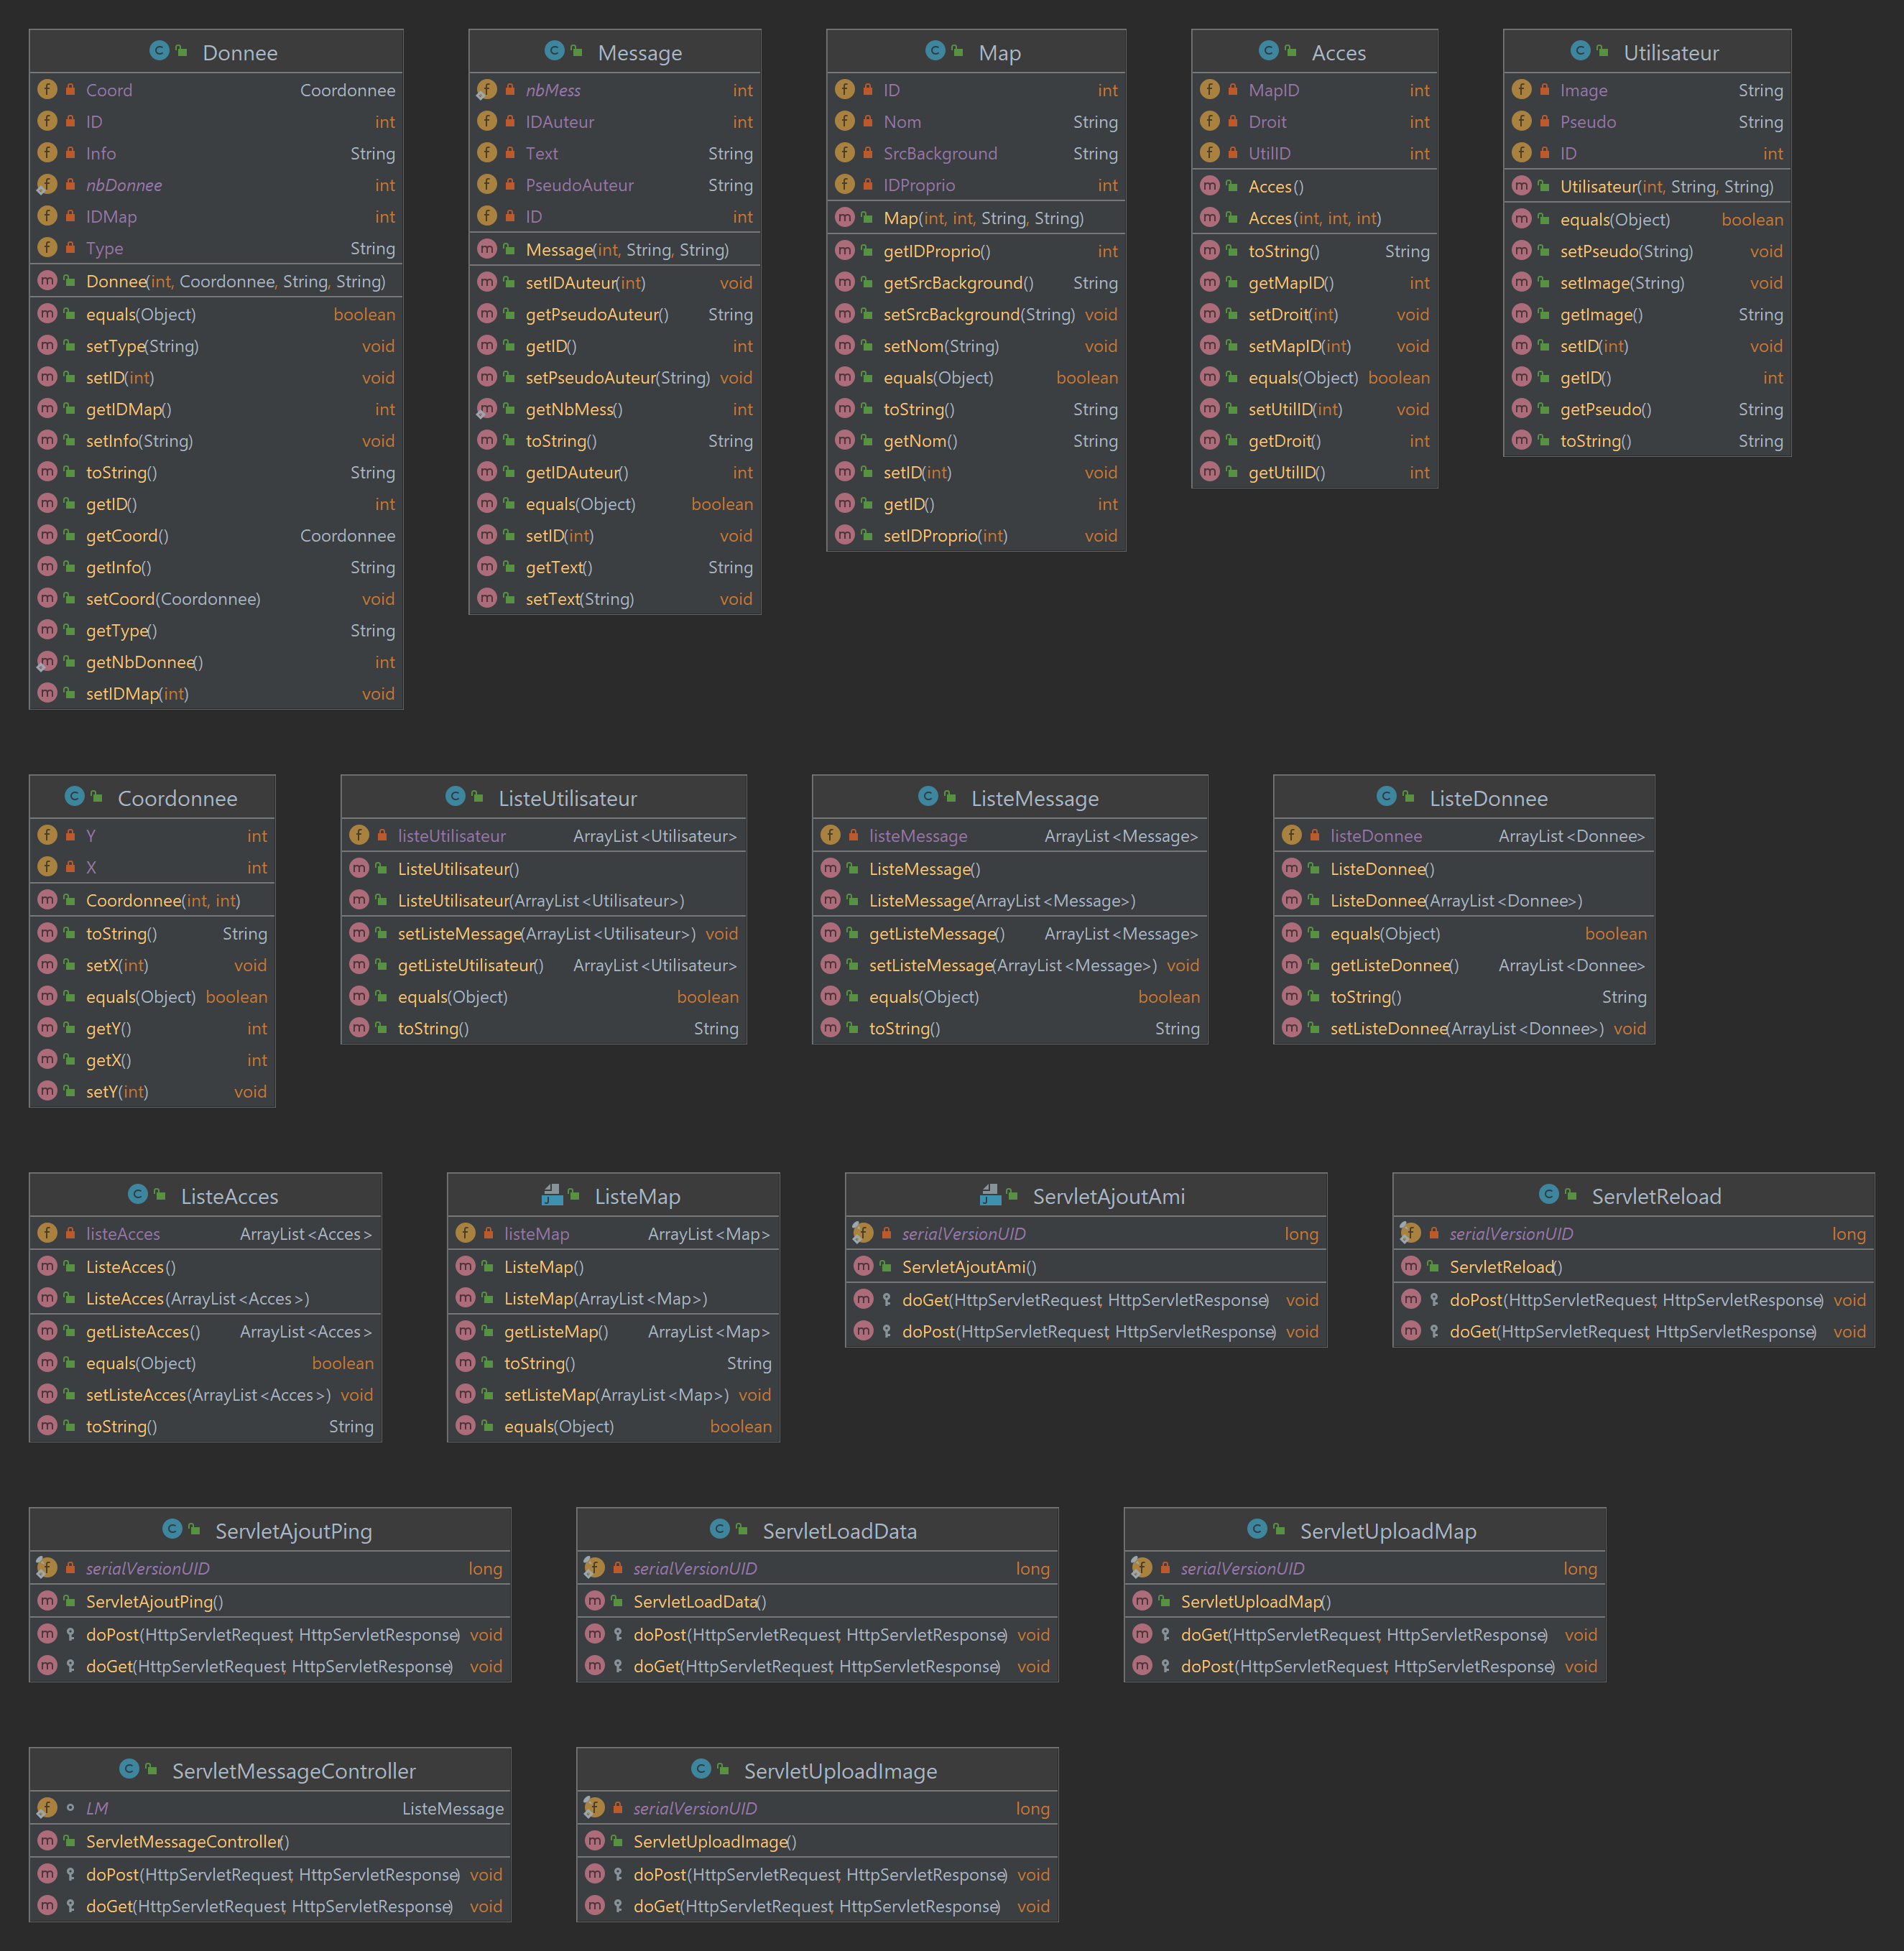 Donnee
Coord Coordonnee
ID int
Info String
nbDonnee int
IDMap int
Type String
Donnee(int, Coordonnee, String, String)
equals(Object) boolean
setType(String) void
setID(int) void
getIDMap() int
setInfo(String) void
toString() String
getID() int
getCoord() Coordonnee
getInfo() String
setCoord(Coordonnee) void
getType() String
getNbDonnee() int
setIDMap(int) void
Message
nbMess int
IDAuteur int
Text String
PseudoAuteur String
ID int
Message(int, String, String)
setIDAuteur(int) void
getPseudoAuteur() String
getID() int
setPseudoAuteur(String) void
getNbMess() int
toString() String
getIDAuteur() int
equals(Object) boolean
setID(int) void
getText() String
setText(String) void
Map
ID int
Nom String
SrcBackground String
IDProprio int
Map(int, int, String, String)
getIDProprio() int
getSrcBackground() String
setSrcBackground(String) void
setNom(String) void
equals(Object) boolean
toString() String
getNom() String
setID(int) void
getID() int
setIDProprio(int) void
Acces
MapID int
Droit int
UtilID int
Acces()
Acces(int, int, int)
toString() String
getMapID() int
setDroit(int) void
setMapID(int) void
equals(Object) boolean
setUtilID(int) void
getDroit() int
getUtilID() int
Utilisateur
Image String
Pseudo String
ID int
Utilisateur(int, String, String)
equals(Object) boolean
setPseudo(String) void
setImage(String) void
getImage() String
setID(int) void
getID() int
getPseudo() String
toString() String
Coordonnee
Y int
X int
Coordonnee(int, int)
toString() String
setX(int) void
equals(Object) boolean
getY() int
getX() int
setY(int) void
ListeUtilisateur
listeUtilisateur ArrayList<Utilisateur>
ListeUtilisateur()
ListeUtilisateur(ArrayList<Utilisateur>)
setListeMessage(ArrayList<Utilisateur>) void
getListeUtilisateur() ArrayList<Utilisateur>
equals(Object) boolean
toString() String
ListeMessage
listeMessage ArrayList<Message>
ListeMessage()
ListeMessage(ArrayList<Message>)
getListeMessage() ArrayList<Message>
setListeMessage(ArrayList<Message>) void
equals(Object) boolean
toString() String
ListeDonnee
listeDonnee ArrayList<Donnee>
ListeDonnee()
ListeDonnee(ArrayList<Donnee>)
equals(Object) boolean
getListeDonnee() ArrayList<Donnee>
toString() String
setListeDonnee(ArrayList<Donnee>) void
ListeAcces
listeAcces ArrayList<Acces>
ListeAcces()
ListeAcces(ArrayList<Acces>)
getListeAcces() ArrayList<Acces>
equals(Object) boolean
setListeAcces(ArrayList<Acces>) void
toString() String
ListeMap
listeMap ArrayList<Map>
ListeMap()
ListeMap(ArrayList<Map>)
getListeMap() ArrayList<Map>
toString() String
setListeMap(ArrayList<Map>) void
equals(Object) boolean
ServletAjoutAmi
serialVersionUID long
ServletAjoutAmi()
doGet(HttpServletRequest, HttpServletResponse) void
doPost(HttpServletRequest, HttpServletResponse) void
ServletReload
serialVersionUID long
ServletReload()
doPost(HttpServletRequest, HttpServletResponse) void
doGet(HttpServletRequest, HttpServletResponse) void
ServletAjoutPing
serialVersionUID long
ServletAjoutPing()
doPost(HttpServletRequest, HttpServletResponse) void
doGet(HttpServletRequest, HttpServletResponse) void
ServletLoadData
serialVersionUID long
ServletLoadData()
doPost(HttpServletRequest, HttpServletResponse) void
doGet(HttpServletRequest, HttpServletResponse) void
ServletUploadMap
serialVersionUID long
ServletUploadMap()
doGet(HttpServletRequest, HttpServletResponse) void
doPost(HttpServletRequest, HttpServletResponse) void
ServletMessageController
LM ListeMessage
ServletMessageController()
doPost(HttpServletRequest, HttpServletResponse) void
doGet(HttpServletRequest, HttpServletResponse) void
ServletUploadImage
serialVersionUID long
ServletUploadImage()
doPost(HttpServletRequest, HttpServletResponse) void
doGet(HttpServletRequest, HttpServletResponse) void